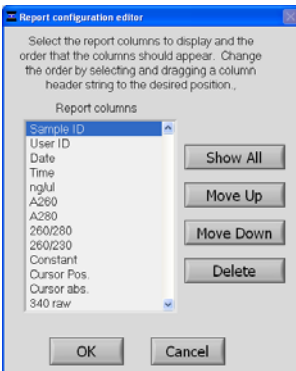 Report configuration editor
Select the report columns to display and the
order that the columns should appear. Change
the order by selecting and dragging a column
header string to the desired position.,
Report columns
Sample ID
User ID
Date
Time
ng/ul
A260
A280
260/280
260/230
Constant
Cursor Pos.
Cursor abs.
340 raw
Show All
Move Up
Move Down
Delete
OK
Cancel